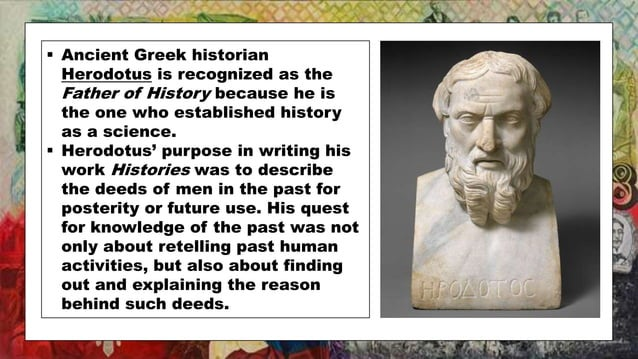 ▪ Ancient Greek historian
Herodotus is recognized as the
Father of History because he is
the one who established history
as a science.
▪ Herodotus’ purpose in writing his
work Histories was to describe
the deeds of men in the past for
posterity or future use. His quest
for knowledge of the past was not
only about retelling past human
activities, but also about finding
out and explaining the reason
behind such deeds.
ΗΡΟΔΟΤΟΣ